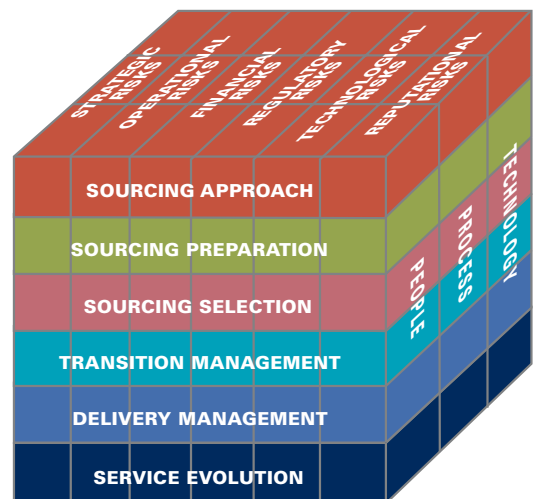 STRATEGIC
RISKS
OPERATIONAL
RISKS
FINANCIAL
RISKS
REGULATORY
RISKS
TECHNOLOGICAL
RISKS
REPUTATIONAL
RISKS
SOURCING APPROACH
SOURCING PREPARATION
SOURCING SELECTION
TRANSITION MANAGEMENT
DELIVERY MANAGEMENT
SERVICE EVOLUTION
PEOPLE
PROCESS
TECHNOLOGY